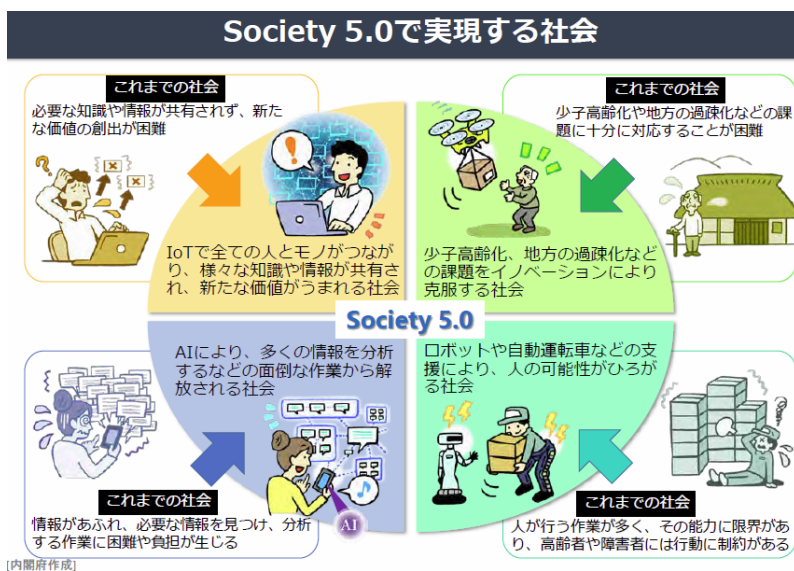 Society 5.0で実現する社会
これまでの社会
必要な知識や情報が共有されず、新た
な価値の創出が困難
これまでの社会
少子高齢化や地方の過疎化などの課
題に十分に対応することが困難
IoTで全ての人とモノがつなが
り、様々な知識や情報が共有さ
れ、新たな価値がうまれる社会
少子高齢化、地方の過疎化など
の課題をイノベーションにより
克服する社会
Society 5.0
AIにより、多くの情報を分析
するなどの面倒な作業から解
放される社会
ロボットや自動運転車などの支
援により、人の可能性がひろが
る社会
これまでの社会
情報があふれ、必要な情報を見つけ、分析
する作業に困難や負担が生じる
AI
これまでの社会
人が行う作業が多く、その能力に限界があ
り、高齢者や障害者には行動に制約がある
[内閣府作成]